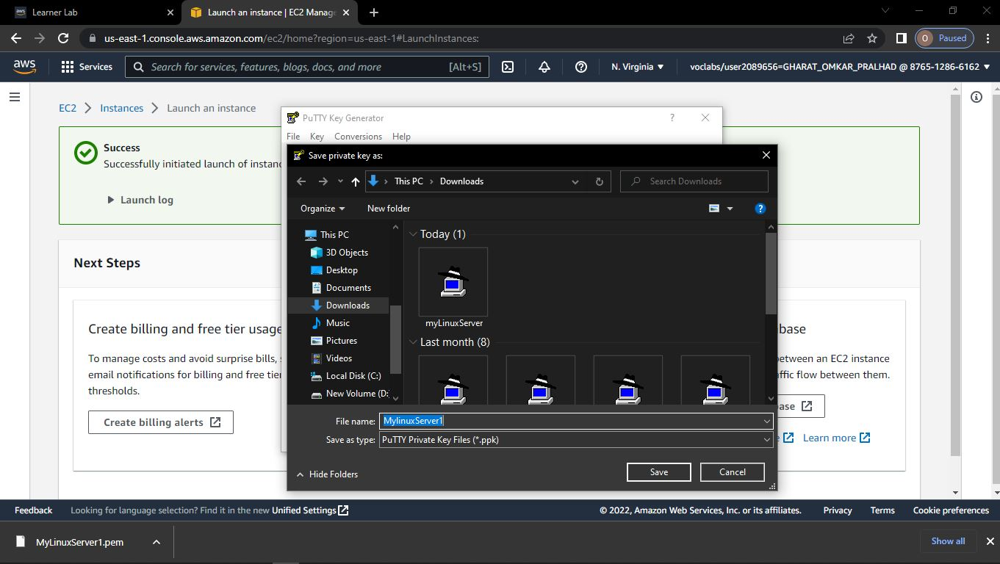 Learner Lab
Launch an instance | EC2 Manage
us-east-1.console.aws.amazon.com/ec2/home?region=us-east-1#LaunchInstances:
O Paused
aws
Services
Search for services, features, blogs, docs, and more [Alt+S]
N. Virginia
voclabs/user2089656=GHARAT_OMKAR_PRALHAD @ 8765-1286-6162
EC2
Instances
Launch an instance
PuTTY Key Generator
?
File Key Conversions Help
Success
Successfully initiated launch of instan
Launch log
Save private key as:
This PC
Downloads
Search Downloads
Organize
New folder
?
This PC
3D Objects
Desktop
Documents
Downloads
Music
Pictures
Videos
Local Disk (C:)
New Volume (D:
Today (1)
myLinuxServer
Last month (8)
File name: MylinuxServer1
Save as type: PuTTY Private Key Files (*.ppk)
Hide Folders
Save
Cancel
Next Steps
Create billing and free tier usage
To manage costs and avoid surprise bills,
email notifications for billing and free tier
thresholds.
Create billing alerts
base
between an EC2 instance
ffic flow between them.
base
e
Learn more
Feedback
Looking for language selection? Find it in the new Unified Settings
© 2022, Amazon Web Services, Inc. or its affiliates.
Privacy
Terms
Cookie preferences
MyLinuxServer1.pem
Show all